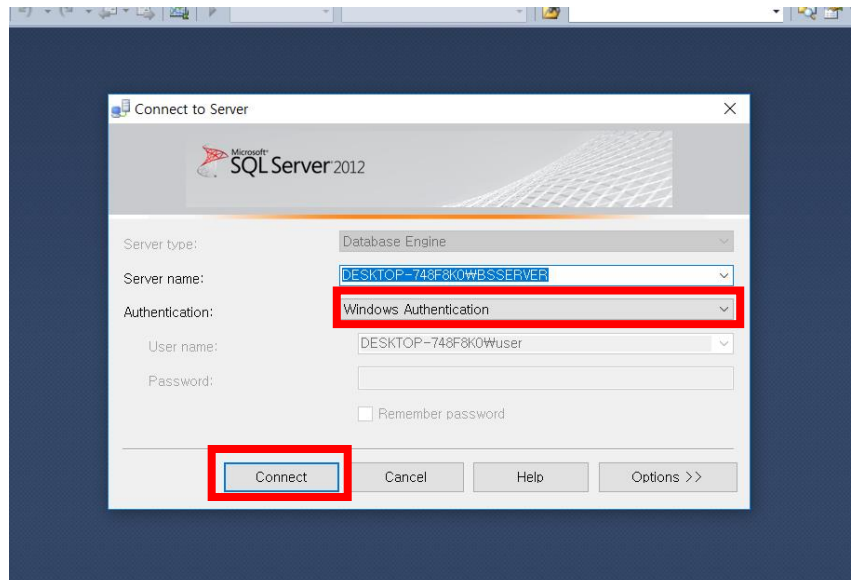 Connect to Server
Microsoft®
SQL Server 2012
Server type:
Database Engine
Server name:
DESKTOP-748F8K0₩BSSERVER
Authentication:
Windows Authentication
User name:
DESKTOP-748F8K0₩user
Password:
Remember password
Connect
Cancel
Help
Options >>